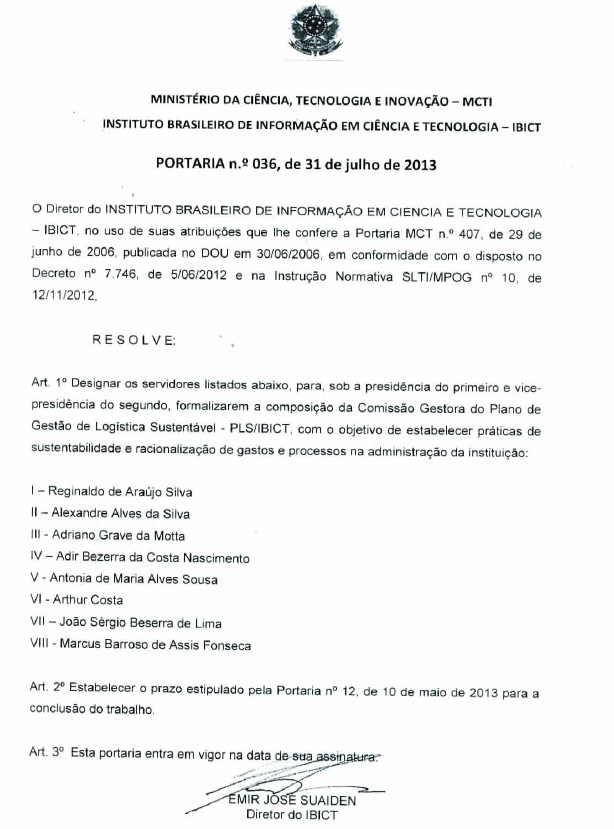 MINISTÉRIO DA CIÊNCIA, TECNOLOGIA E INOVAÇÃO – MCTI
INSTITUTO BRASILEIRO DE INFORMAÇÃO EM CIÊNCIA E TECNOLOGIA – IBICT
PORTARIA n.º 036, de 31 de julho de 2013
O Diretor do INSTITUTO BRASILEIRO DE INFORMAÇÃO EM CIENCIA E TECNOLOGIA
– IBICT, no uso de suas atribuições que lhe confere a Portaria MCT n.º 407, de 29 de
junho de 2006, publicada no DOU em 30/06/2006, em conformidade com o disposto no
Decreto nº 7.746, de 5/06/2012 e na Instrução Normativa SLTI/MPOG nº 10, de
12/11/2012,
R E S O L V E:
Art. 1º Designar os servidores listados abaixo, para, sob a presidência do primeiro e vice-
presidência do segundo, formalizarem a composição da Comissão Gestora do Plano de
Gestão de Logística Sustentável - PLS/IBICT, com o objetivo de estabelecer práticas de
sustentabilidade e racionalização de gastos e processos na administração da instituição:
I – Reginaldo de Araújo Silva
II – Alexandre Alves da Silva
III - Adriano Grave da Motta
IV – Adir Bezerra da Costa Nascimento
V - Antonia de Maria Alves Sousa
VI - Arthur Costa
VII – João Sérgio Beserra de Lima
VIII - Marcus Barroso de Assis Fonseca
Art. 2º Estabelecer o prazo estipulado pela Portaria nº 12, de 10 de maio de 2013 para a
conclusão do trabalho.
Art. 3º Esta portaria entra em vigor na data de sua assinatura.
EMIR JOSÉ SUAIDEN
Diretor do IBICT